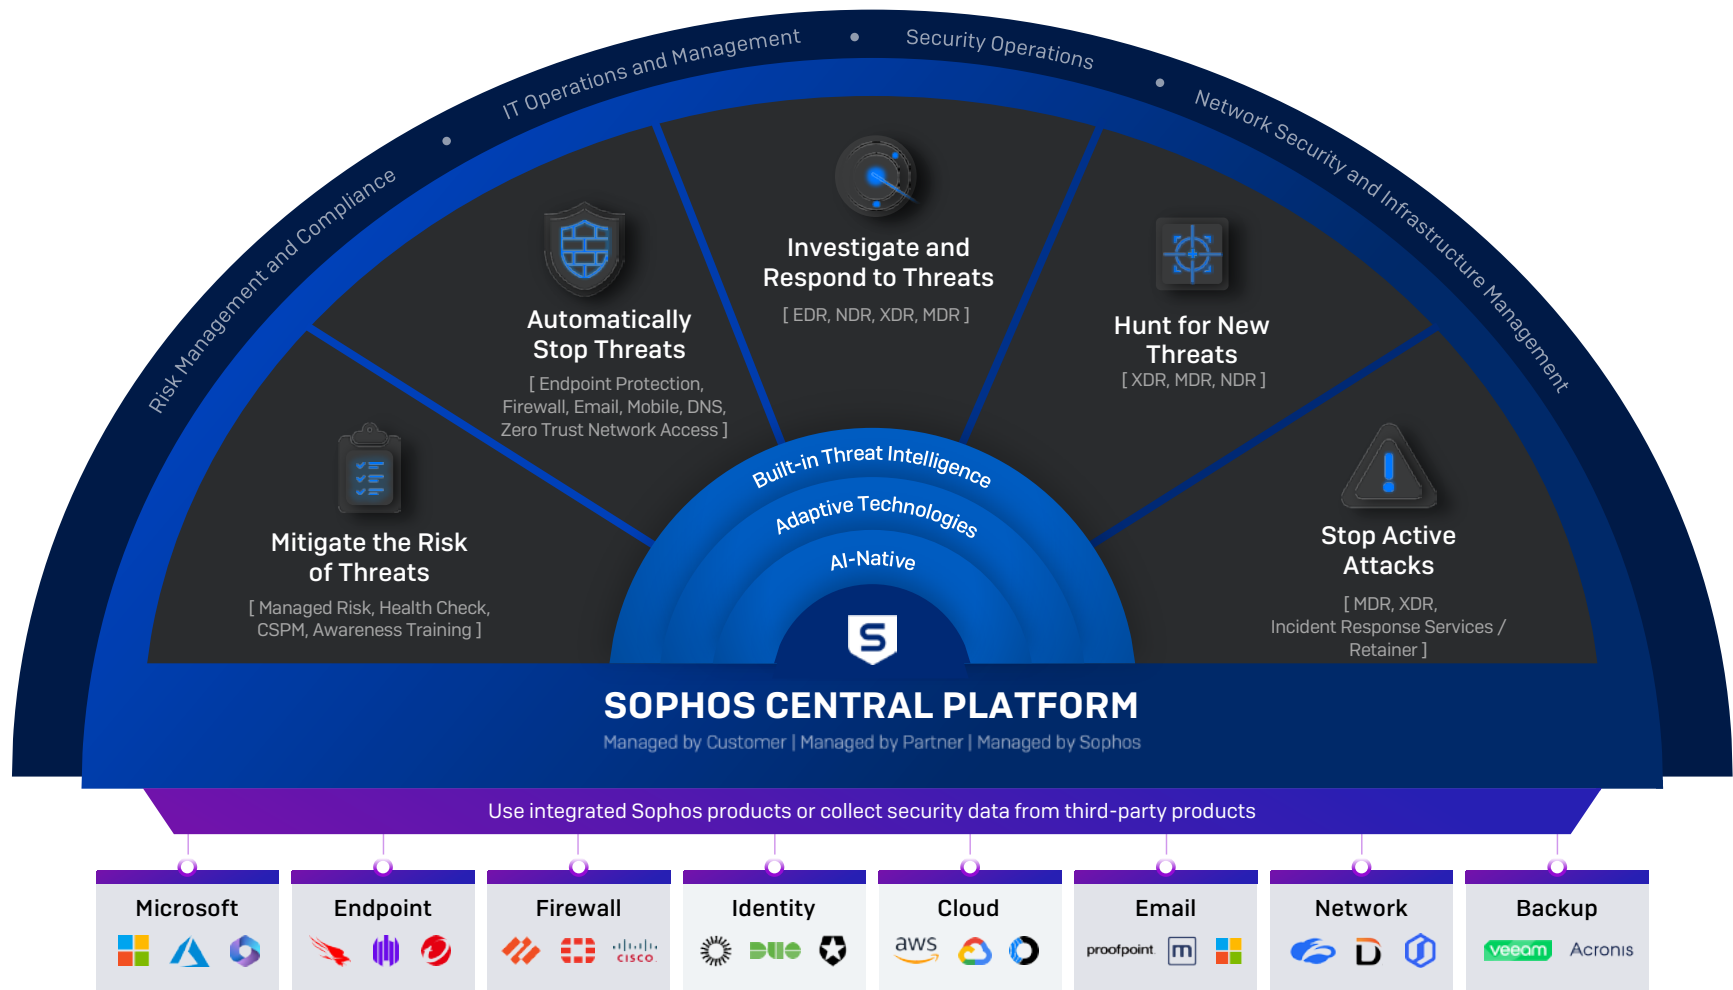 Risk Management and Compliance • IT Operations and Management • Security Operations • Network Security and Infrastructure Management
Mitigate the Risk
of Threats
[ Managed Risk, Health Check,
CSPM, Awareness Training ]
Automatically
Stop Threats
[ Endpoint Protection,
Firewall, Email, Mobile, DNS,
Zero Trust Network Access ]
Investigate and
Respond to Threats
[ EDR, NDR, XDR, MDR ]
Hunt for New
Threats
[ XDR, MDR, NDR ]
Stop Active
Attacks
[ MDR, XDR,
Incident Response Services /
Retainer ]
Built-in Threat Intelligence
Adaptive Technologies
AI-Native
S
SOPHOS CENTRAL PLATFORM
Managed by Customer | Managed by Partner | Managed by Sophos
Use integrated Sophos products or collect security data from third-party products
Microsoft
Endpoint
Firewall
CISCO
Identity
DUO
Cloud
aws
Email
proofpoint.
m
Network
D
Backup
veeam
Acronis